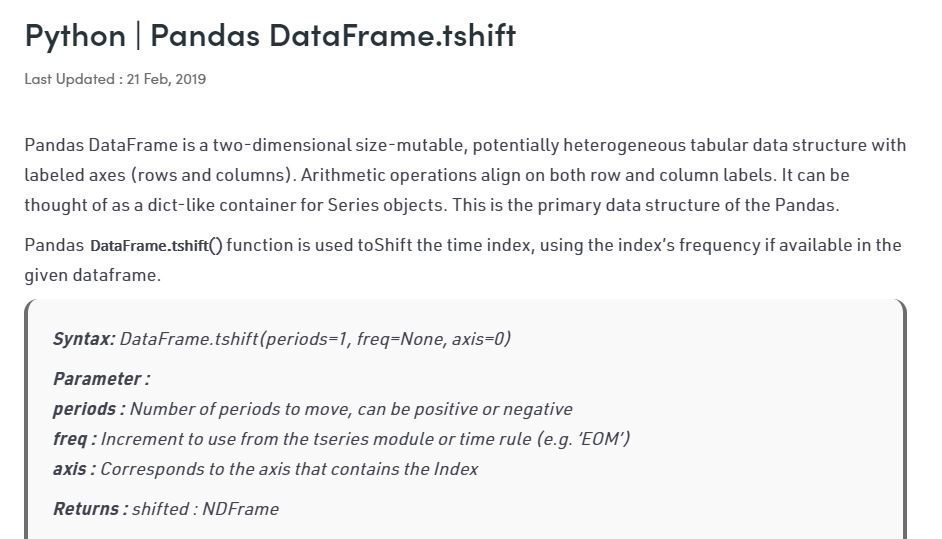 Python | Pandas DataFrame.tshift
Last Updated : 21 Feb, 2019
Pandas DataFrame is a two-dimensional size-mutable, potentially heterogeneous tabular data structure with
labeled axes (rows and columns). Arithmetic operations align on both row and column labels. It can be
thought of as a dict-like container for Series objects. This is the primary data structure of the Pandas.
Pandas DataFrame.tshift() function is used toShift the time index, using the index’s frequency if available in the
given dataframe.
Syntax: DataFrame.tshift(periods=1, freq=None, axis=0)
Parameter :
periods : Number of periods to move, can be positive or negative
freq : Increment to use from the tseries module or time rule (e.g. ‘EOM’)
axis : Corresponds to the axis that contains the Index
Returns : shifted : NDFrame